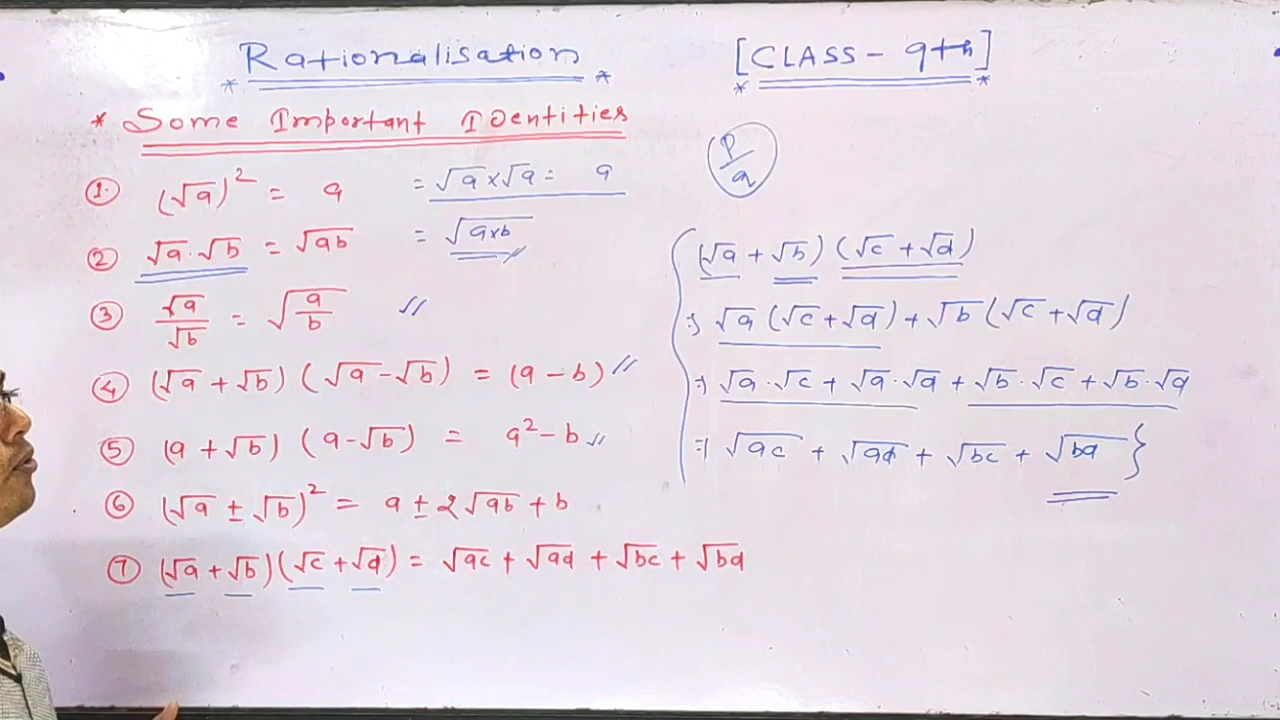 Rationalisation [CLASS - 9th]
* Some Important IDentities
p/q
① (√a)² = a = √a × √a = a
② √a·√b = √ab = √a×b
③ √a/√b = √(a/b) //
④ (√a + √b) (√a - √b) = (a - b) //
⑤ (a + √b) (a - √b) = a² - b //
⑥ (√a ± √b)² = a ± 2√ab + b
⑦ (√a + √b)(√c + √d) = √ac + √ad + √bc + √bd
{(√a + √b) (√c + √d)
⇒ √a (√c + √d) + √b (√c + √d)
⇒ √a·√c + √a·√d + √b·√c + √b·√d
⇒ √ac + √ad + √bc + √bd }